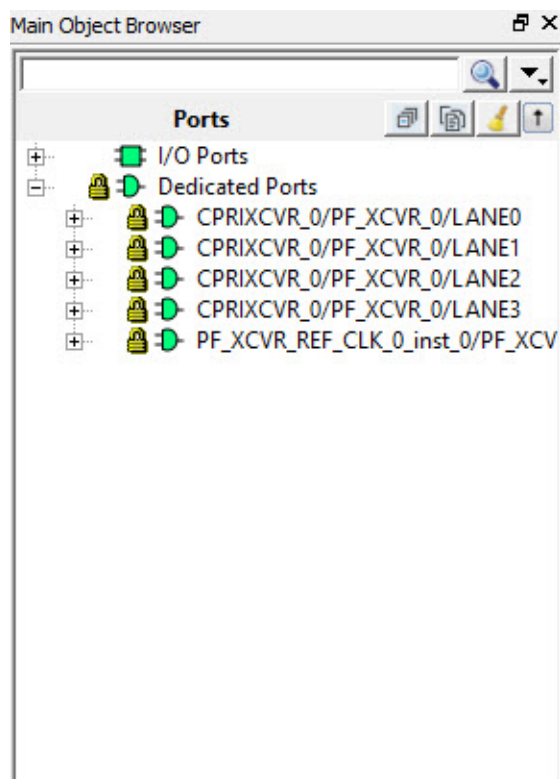 Main Object Browser
Ports
I/O Ports
Dedicated Ports
CPRIXCVR_0/PF_XCVR_0/LANE0
CPRIXCVR_0/PF_XCVR_0/LANE1
CPRIXCVR_0/PF_XCVR_0/LANE2
CPRIXCVR_0/PF_XCVR_0/LANE3
PF_XCVR_REF_CLK_0_inst_0/PF_XCV